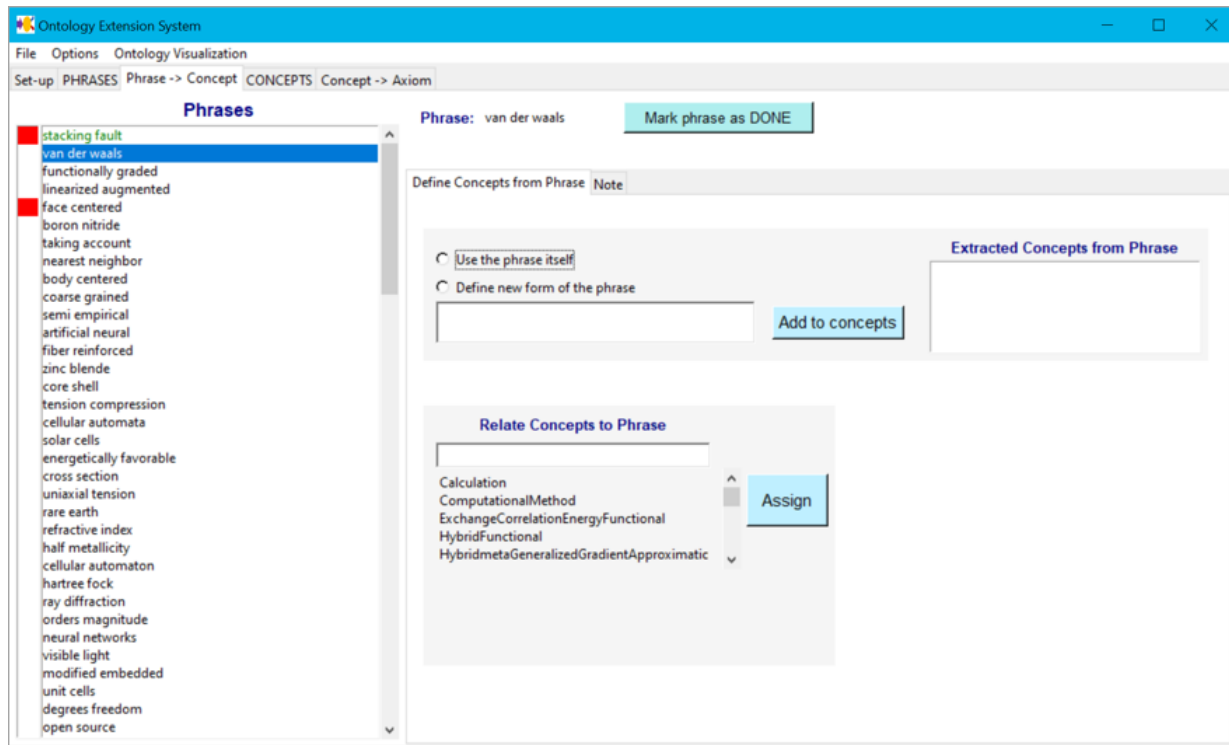 Ontology Extension System
File Options Ontology Visualization
Set-up PHRASES Phrase -> Concept CONCEPTS Concept -> Axiom
Phrases
stacking fault
van der waals
functionally graded
linearized augmented
face centered
boron nitride
taking account
nearest neighbor
body centered
coarse grained
semi empirical
artificial neural
fiber reinforced
zinc blende
core shell
tension compression
cellular automata
solar cells
energetically favorable
cross section
uniaxial tension
rare earth
refractive index
half metallicity
cellular automaton
hartree fock
ray diffraction
orders magnitude
neural networks
visible light
modified embedded
unit cells
degrees freedom
open source
Phrase: van der waals
Mark phrase as DONE
Define Concepts from Phrase Note
Use the phrase itself
Define new form of the phrase
Add to concepts
Extracted Concepts from Phrase
Relate Concepts to Phrase
Calculation
ComputationalMethod
ExchangeCorrelationEnergyFunctional
HybridFunctional
HybridmetaGeneralizedGradientApproximatic
Assign